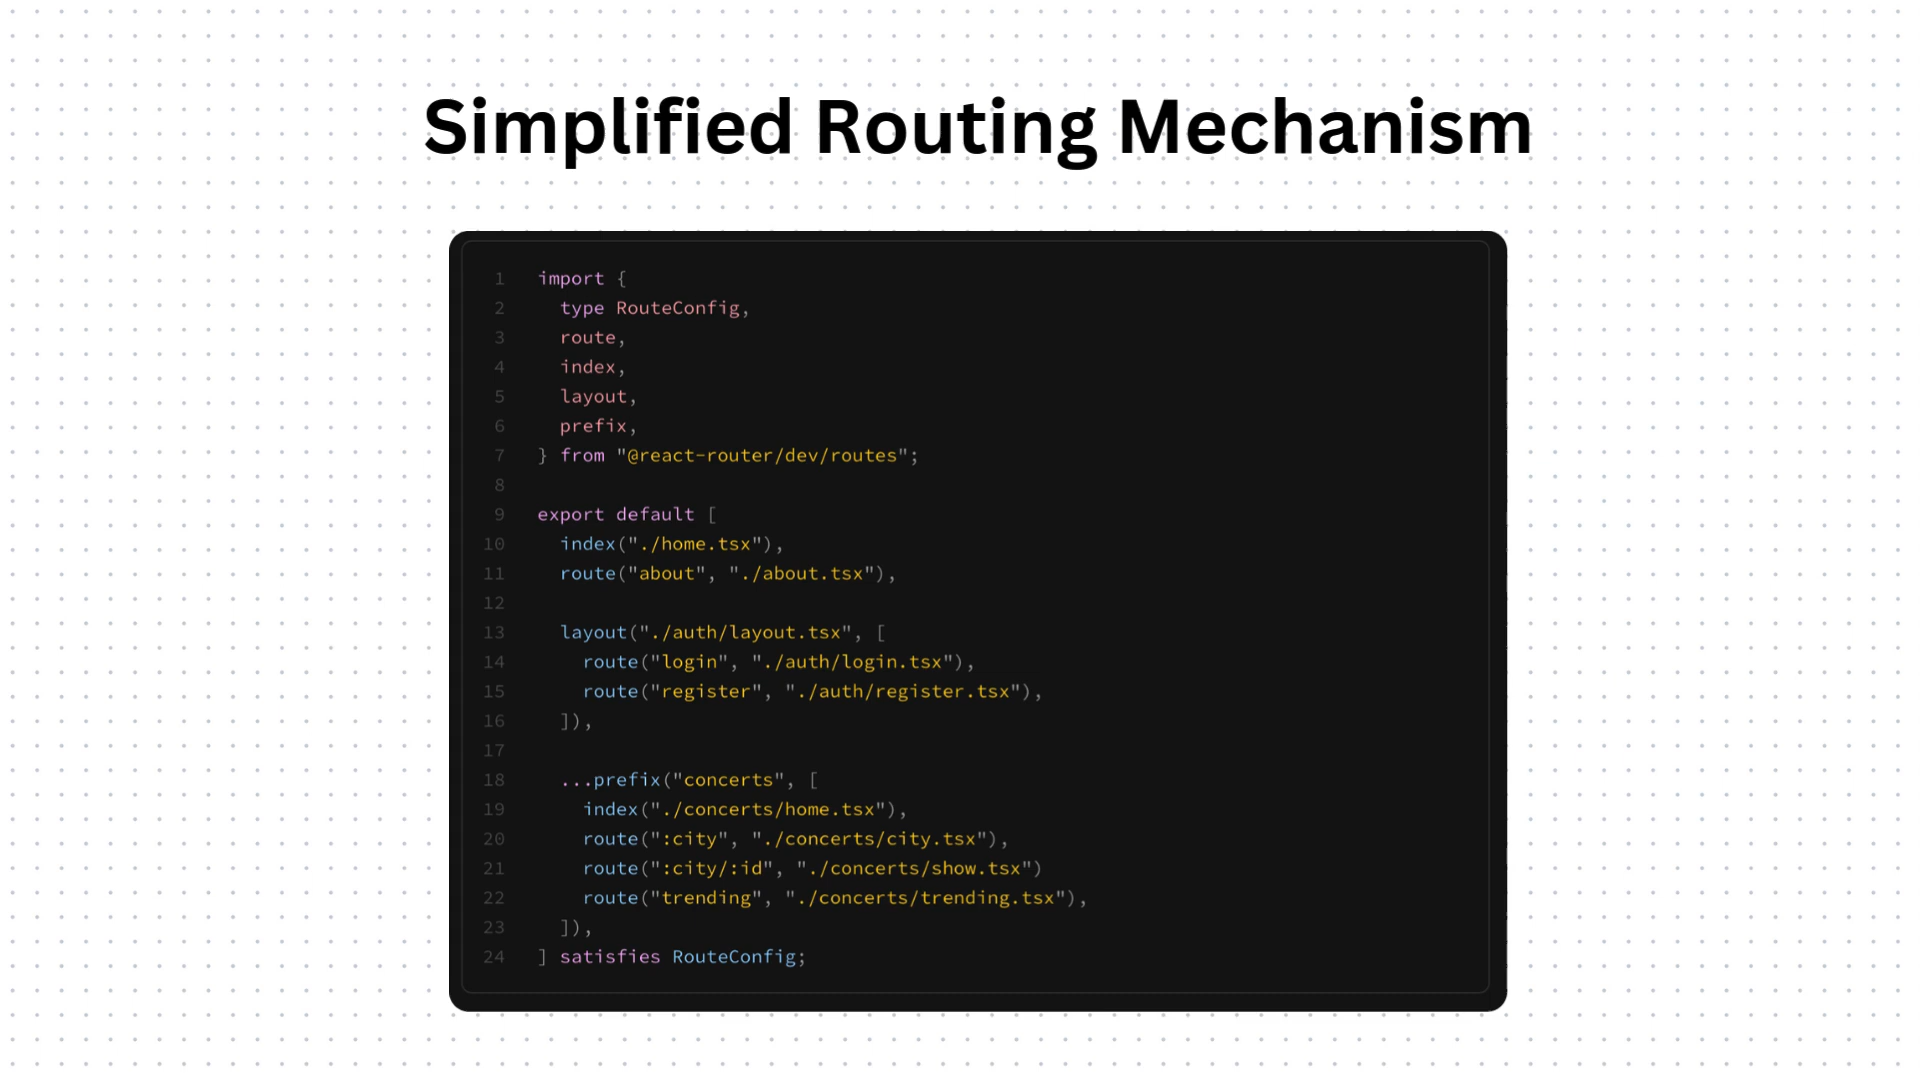 Simplified Routing Mechanism
1 import {
2   type RouteConfig,
3   route,
4   index,
5   layout,
6   prefix,
7 } from "@react-router/dev/routes";
8
9 export default [
10   index("./home.tsx"),
11   route("about", "./about.tsx"),
12
13   layout("./auth/layout.tsx", [
14     route("login", "./auth/login.tsx"),
15     route("register", "./auth/register.tsx"),
16   ]),
17
18   ...prefix("concerts", [
19     index("./concerts/home.tsx"),
20     route(":city", "./concerts/city.tsx"),
21     route(":city/:id", "./concerts/show.tsx")
22     route("trending", "./concerts/trending.tsx"),
23   ]),
24 ] satisfies RouteConfig;